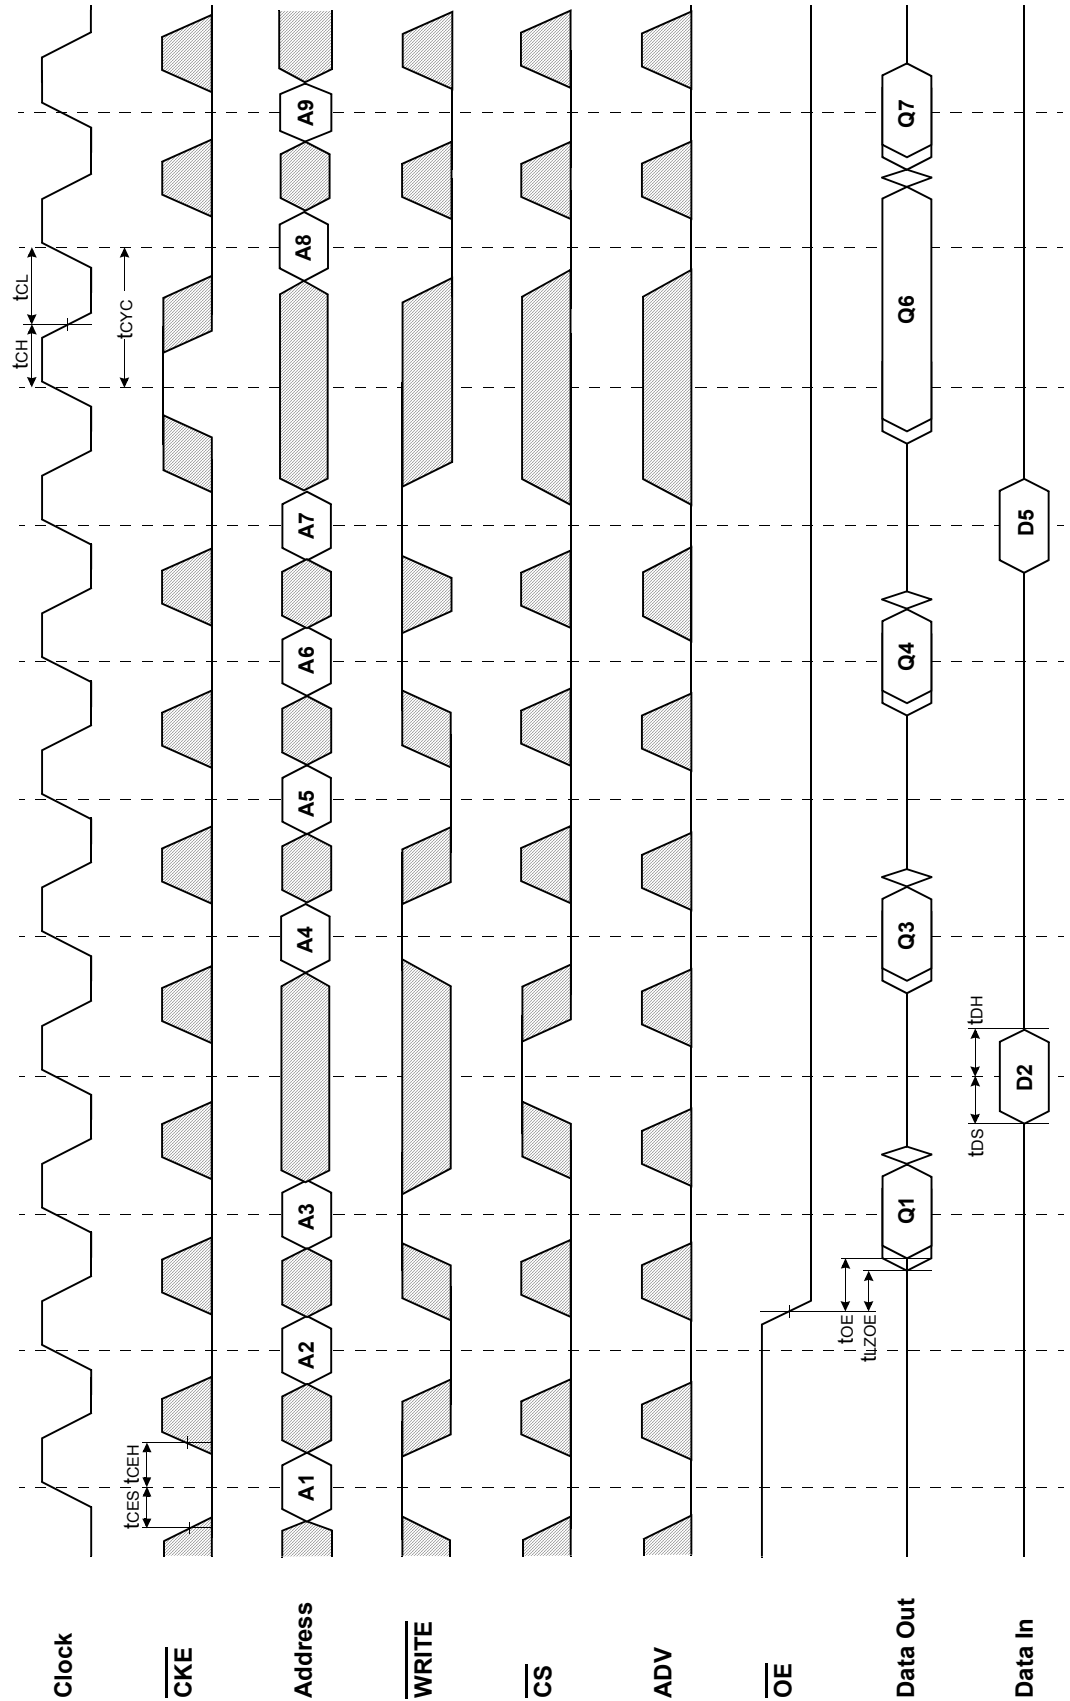 Clock
tCH
tCL
tCES
tCEH
tCYC
CKE
Address
A1
A2
A3
A4
A5
A6
A7
A8
A9
WRITE
CS
ADV
OE
tOE
tLZOE
Data Out
Q1
Q3
Q4
Q6
Q7
tDS
tDH
Data In
D2
D5